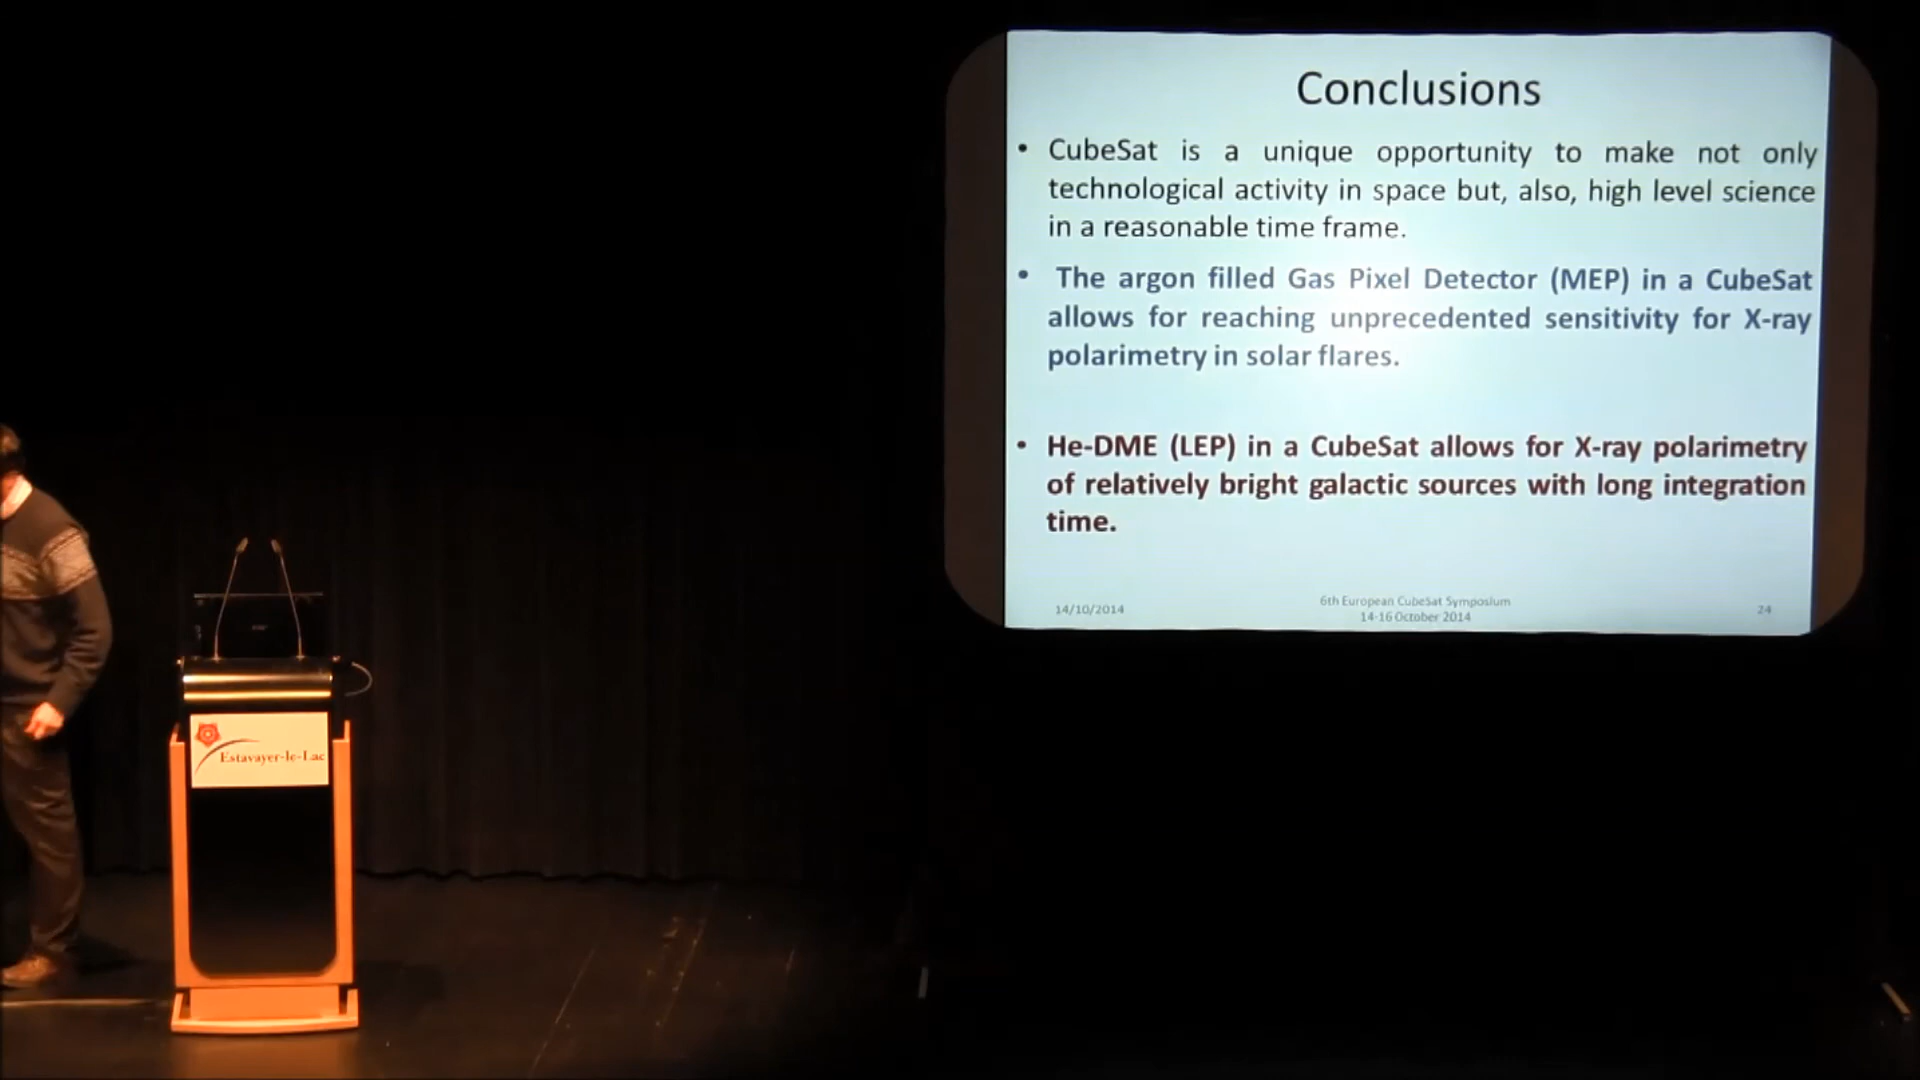 Conclusions
• CubeSat is a unique opportunity to make not only
technological activity in space but, also, high level science
in a reasonable time frame.
• The argon filled Gas Pixel Detector (MEP) in a CubeSat
allows for reaching unprecedented sensitivity for X-ray
polarimetry in solar flares.
• He-DME (LEP) in a CubeSat allows for X-ray polarimetry
of relatively bright galactic sources with long integration
time.
14/10/2014
6th European CubeSat Symposium
14-16 October 2014
24
Estavayer-le-Lac